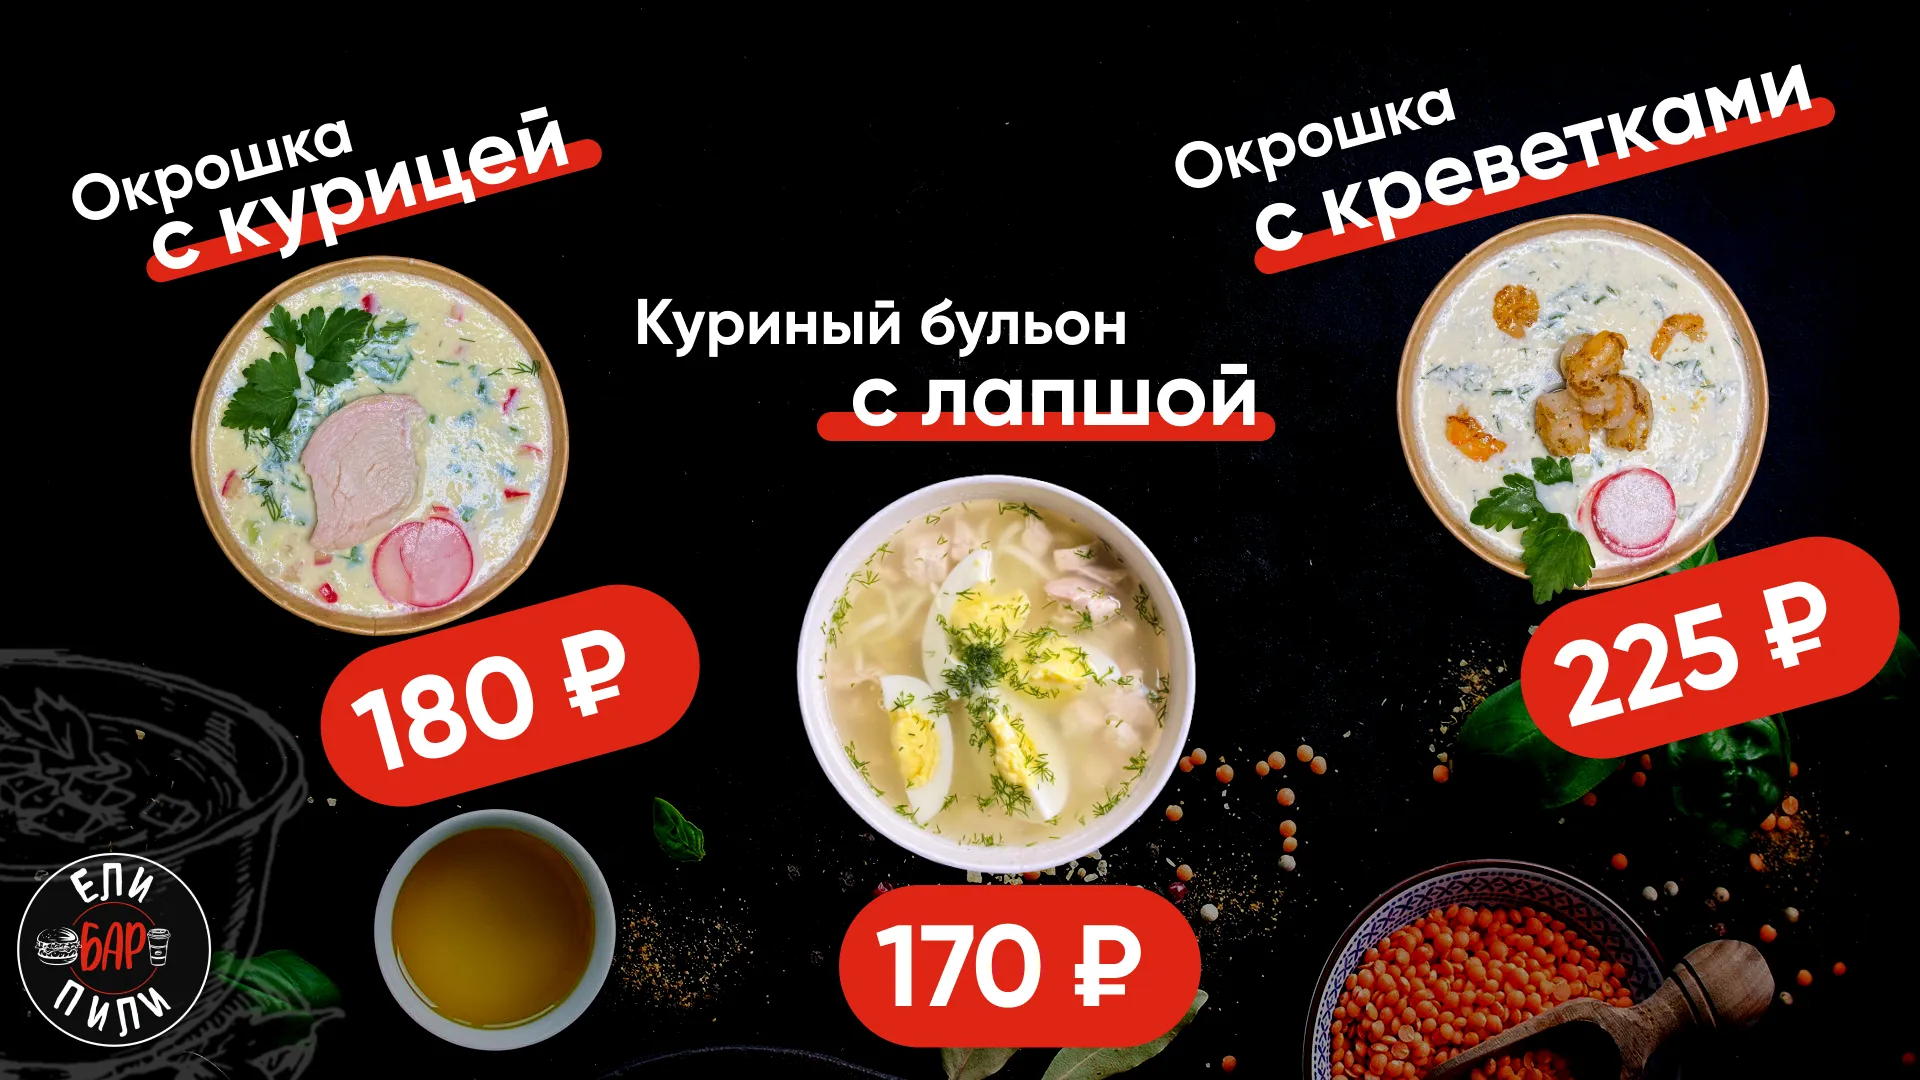 Окрошка
с курицей
180 ₽
Куриный бульон
с лапшой
170 ₽
Окрошка
с креветками
225 ₽
ЕЛИ
БАР
ПИЛИ